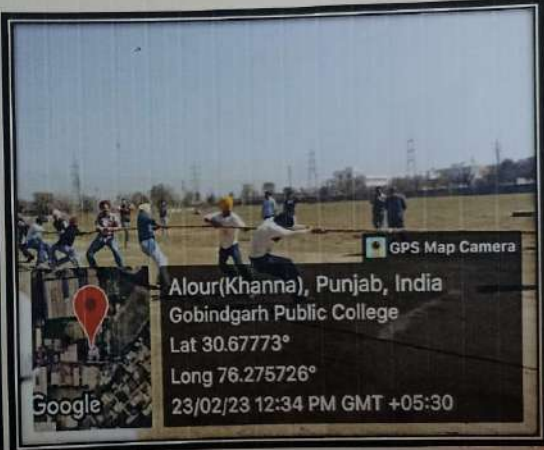 GPS Map Camera
Alour(Khanna), Punjab, India
Gobindgarh Public College
Lat 30.67773°
Long 76.275726°
23/02/23 12:34 PM GMT +05:30
Google